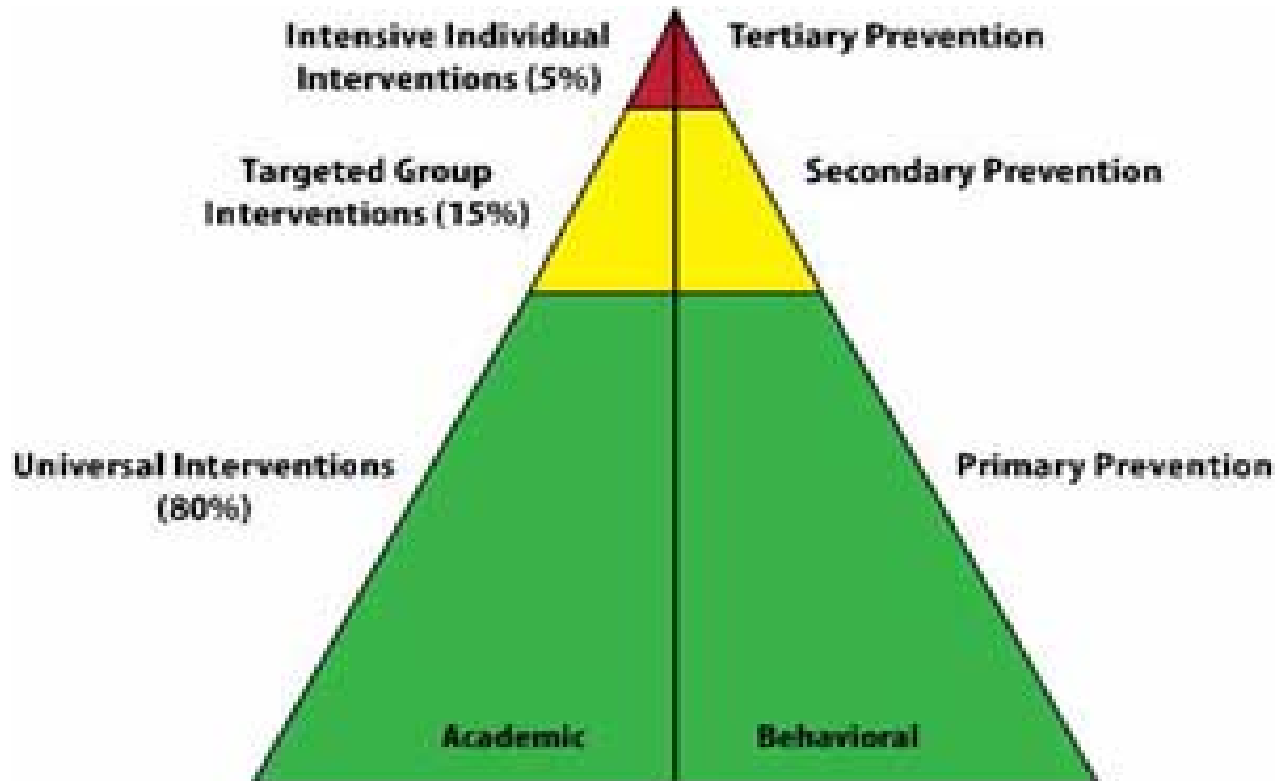 Intensive Individual
Interventions (5%)
Tertiary Prevention
Targeted Group
Interventions (15%)
Secondary Prevention
Universal Interventions
(80%)
Primary Prevention
Academic
Behavioral